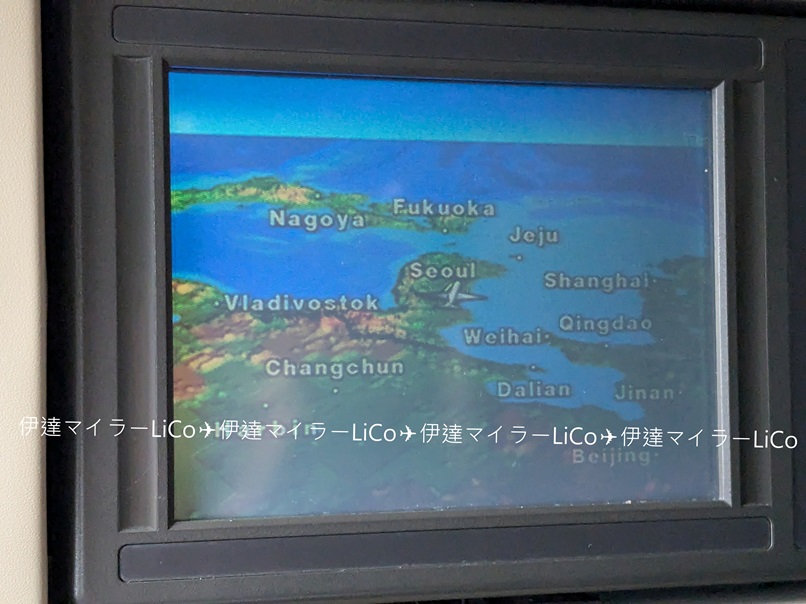 Fukuoka
Nagoya
Jeju
Seoul
Shanghai
Vladivostok
Qingdao
Weihai
Changchun
Dalian
Jinan
伊達マイラーLiCo✈伊達マイラーLiCo✈伊達マイラーLiCo✈伊達マイラーLiCo
Beijing